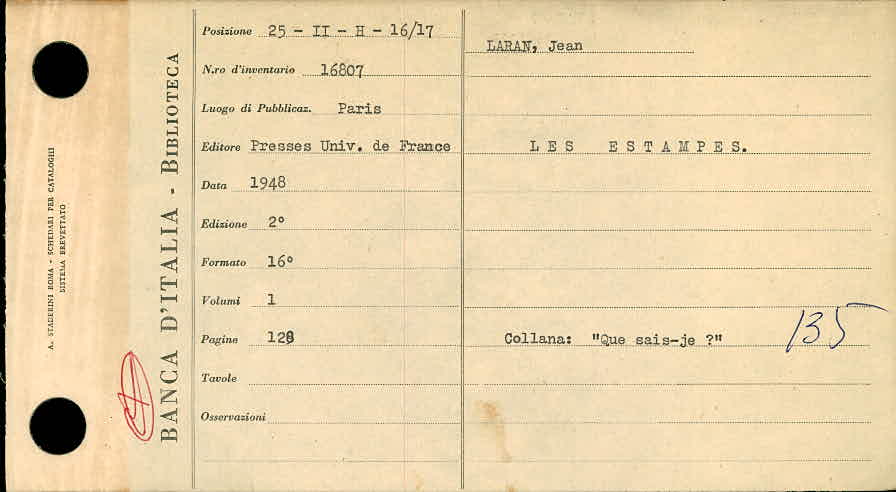 A. STADERINI ROMA - SCHEDARI PER CATALOGHI
SISTEMA BREVETTATO
BANCA D'ITALIA - BIBLIOTECA
Posizione 25 - II - H - 16/17
N.ro d'inventario 16807
Luogo di Pubblicaz. Paris
Editore Presses Univ. de France
Data 1948
Edizione 2°
Formato 16°
Volumi 1
Pagine 128
Tavole
Osservazioni
LARAN, Jean
LES ESTAMPES.
Collana: "Que sais-je ?" 135